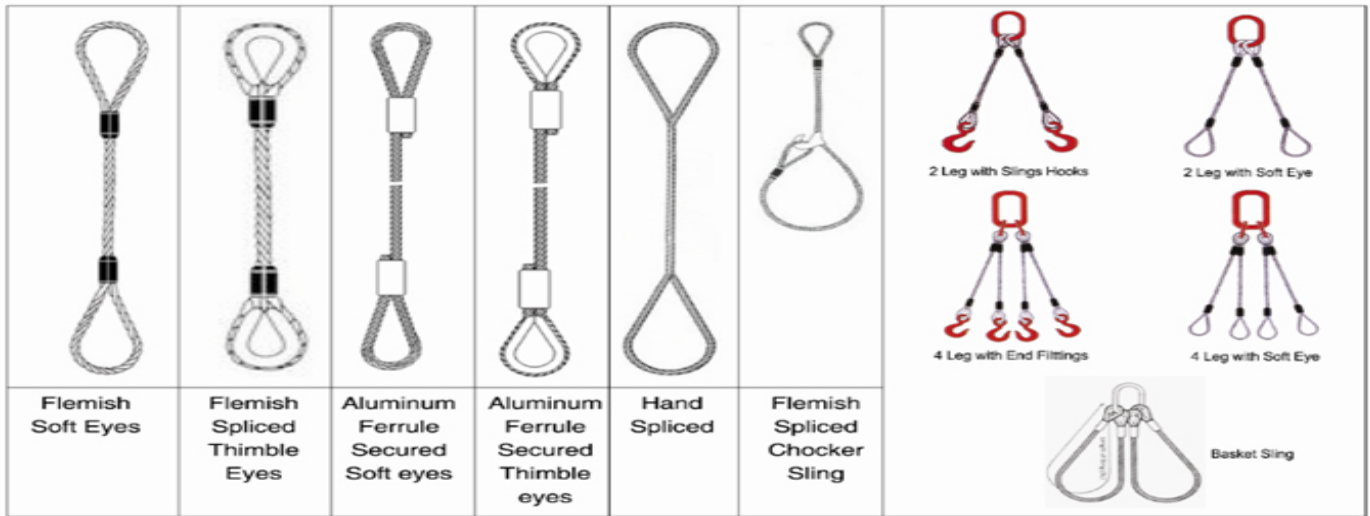 Flemish
Soft Eyes
Flemish
Spliced
Thimble
Eyes
Aluminum
Ferrule
Secured
Soft eyes
Aluminum
Ferrule
Secured
Thimble
eyes
Hand
Spliced
Flemish
Spliced
Chocker
Sling
2 Leg with Slings Hooks
2 Leg with Soft Eye
4 Leg with End Filttings
4 Leg with Soft Eye
Basket Sling